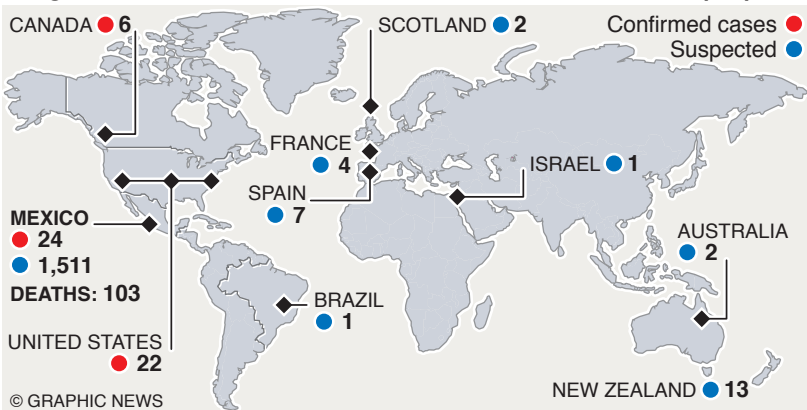 CANADA 6
SCOTLAND 2
Confirmed cases
Suspected
FRANCE
4
ISRAEL 1
SPAIN
7
MEXICO
24
1,511
DEATHS: 103
AUSTRALIA
2
BRAZIL
1
UNITED STATES
22
NEW ZEALAND 13
© GRAPHIC NEWS